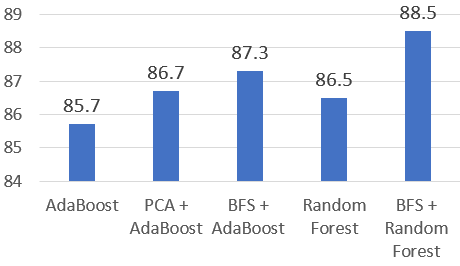 89
88
87
86
85
84
85.7
86.7
87.3
86.5
88.5
AdaBoost
PCA +
AdaBoost
BFS +
AdaBoost
Random
Forest
BFS +
Random
Forest